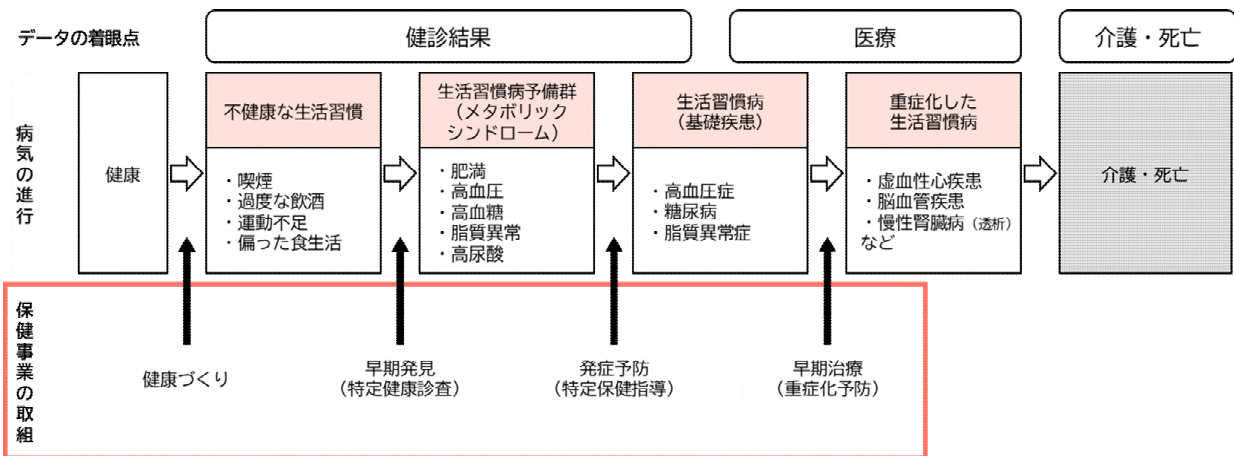 データの着眼点
健診結果
医療
介護・死亡
病気の進行
健康
不健康な生活習慣
・喫煙
・過度な飲酒
・運動不足
・偏った食生活
生活習慣病予備群
（メタボリック
シンドローム）
・肥満
・高血圧
・高血糖
・脂質異常
・高尿酸
生活習慣病
（基礎疾患）
・高血圧症
・糖尿病
・脂質異常症
重症化した
生活習慣病
・虚血性心疾患
・脳血管疾患
・慢性腎臓病（透析）
など
介護・死亡
保健事業の取組
健康づくり
早期発見
（特定健康診査）
発症予防
（特定保健指導）
早期治療
（重症化予防）